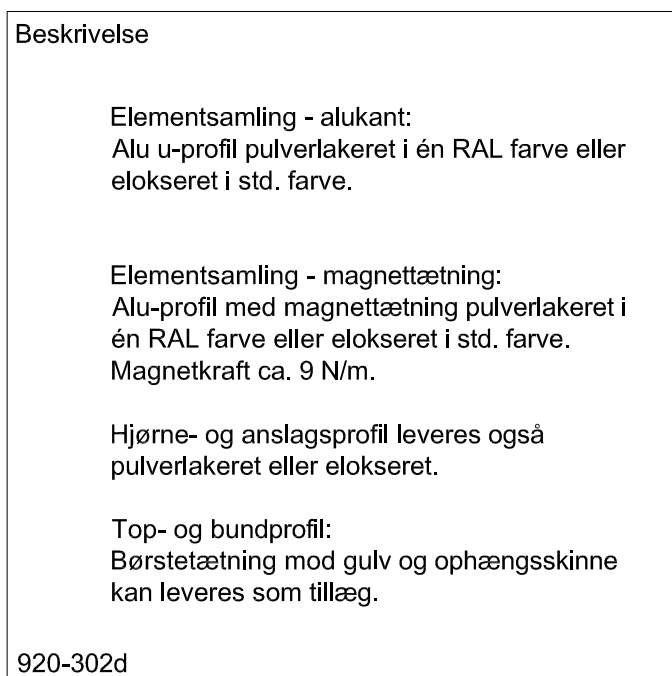 Beskrivelse
Elementsamling - alukant:
Alu u-profil pulverlakeret i én RAL farve eller
elokseret i std. farve.
Elementsamling - magnettætning:
Alu-profil med magnettætning pulverlakeret i
én RAL farve eller elokseret i std. farve.
Magnetkraft ca. 9 N/m.
Hjørne- og anslagsprofil leveres også
pulverlakeret eller elokseret.
Top- og bundprofil:
Børstetætning mod gulv og ophængsskinne
kan leveres som tillæg.
920-302d